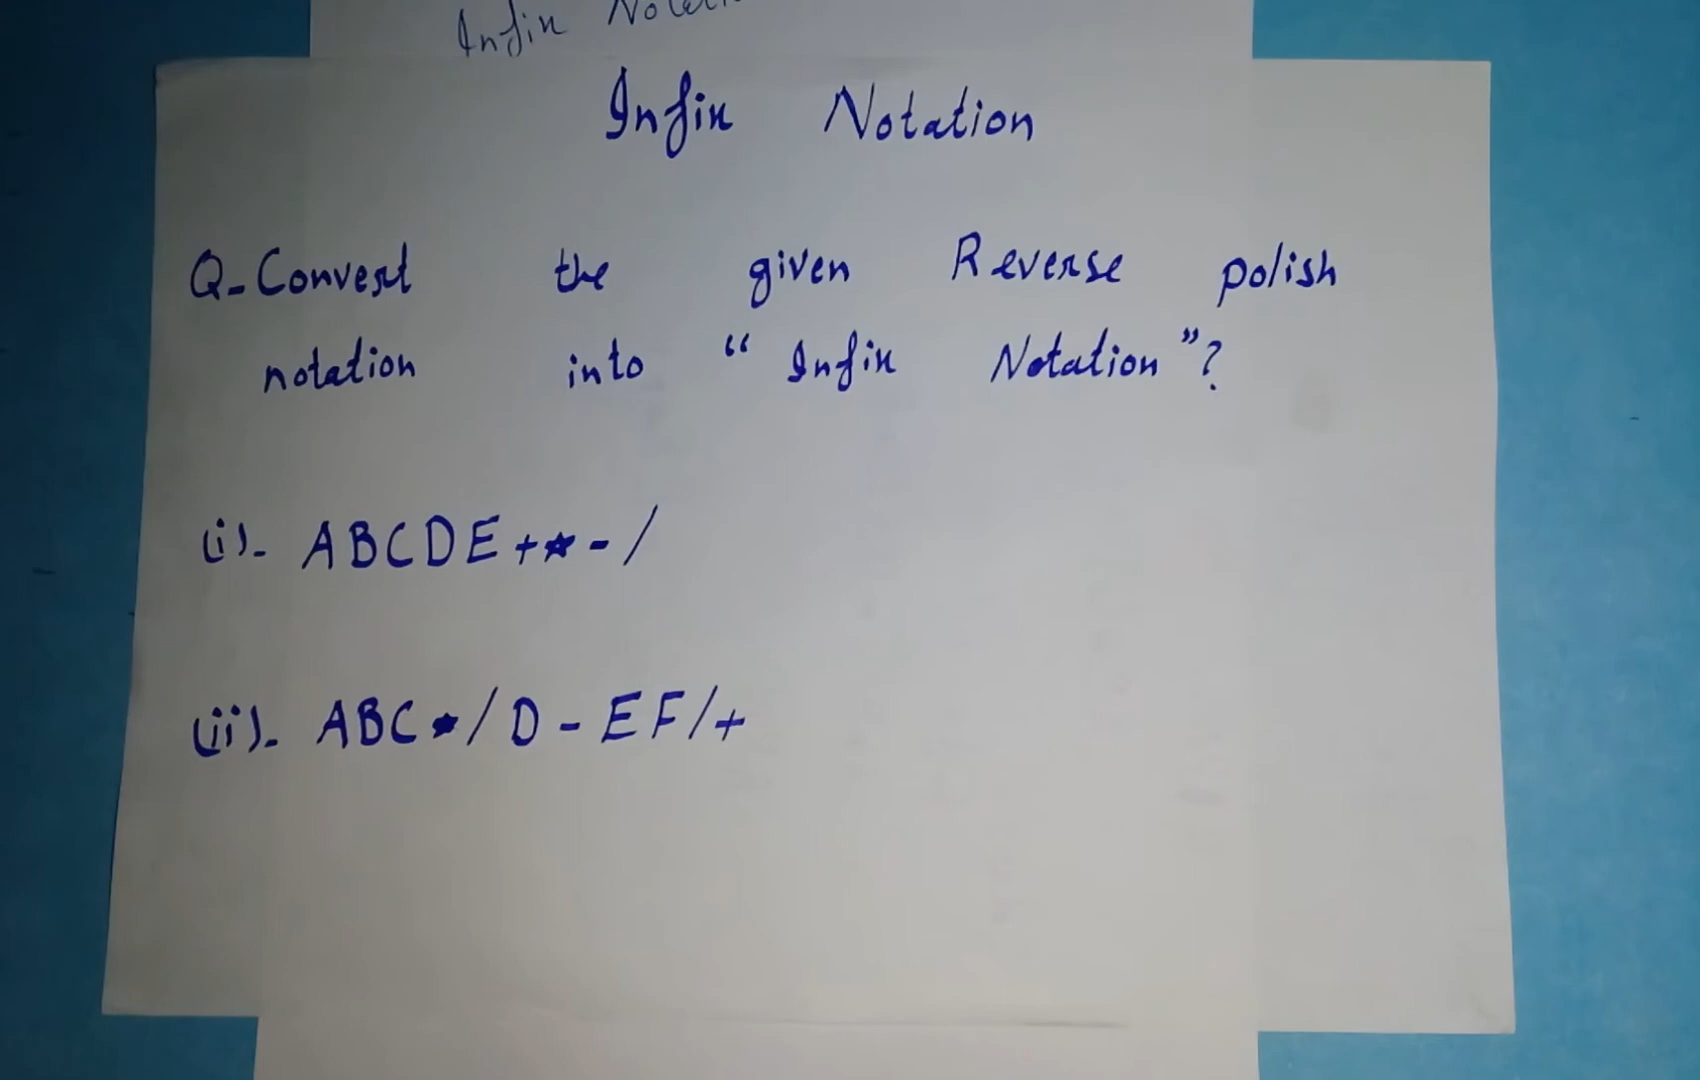 Infix
Infix Notation
Q-Convert the given Reverse polish
notation into “Infix Notation”?
(i)- ABCDE+*-/
(ii)- ABC*/D-EF/+